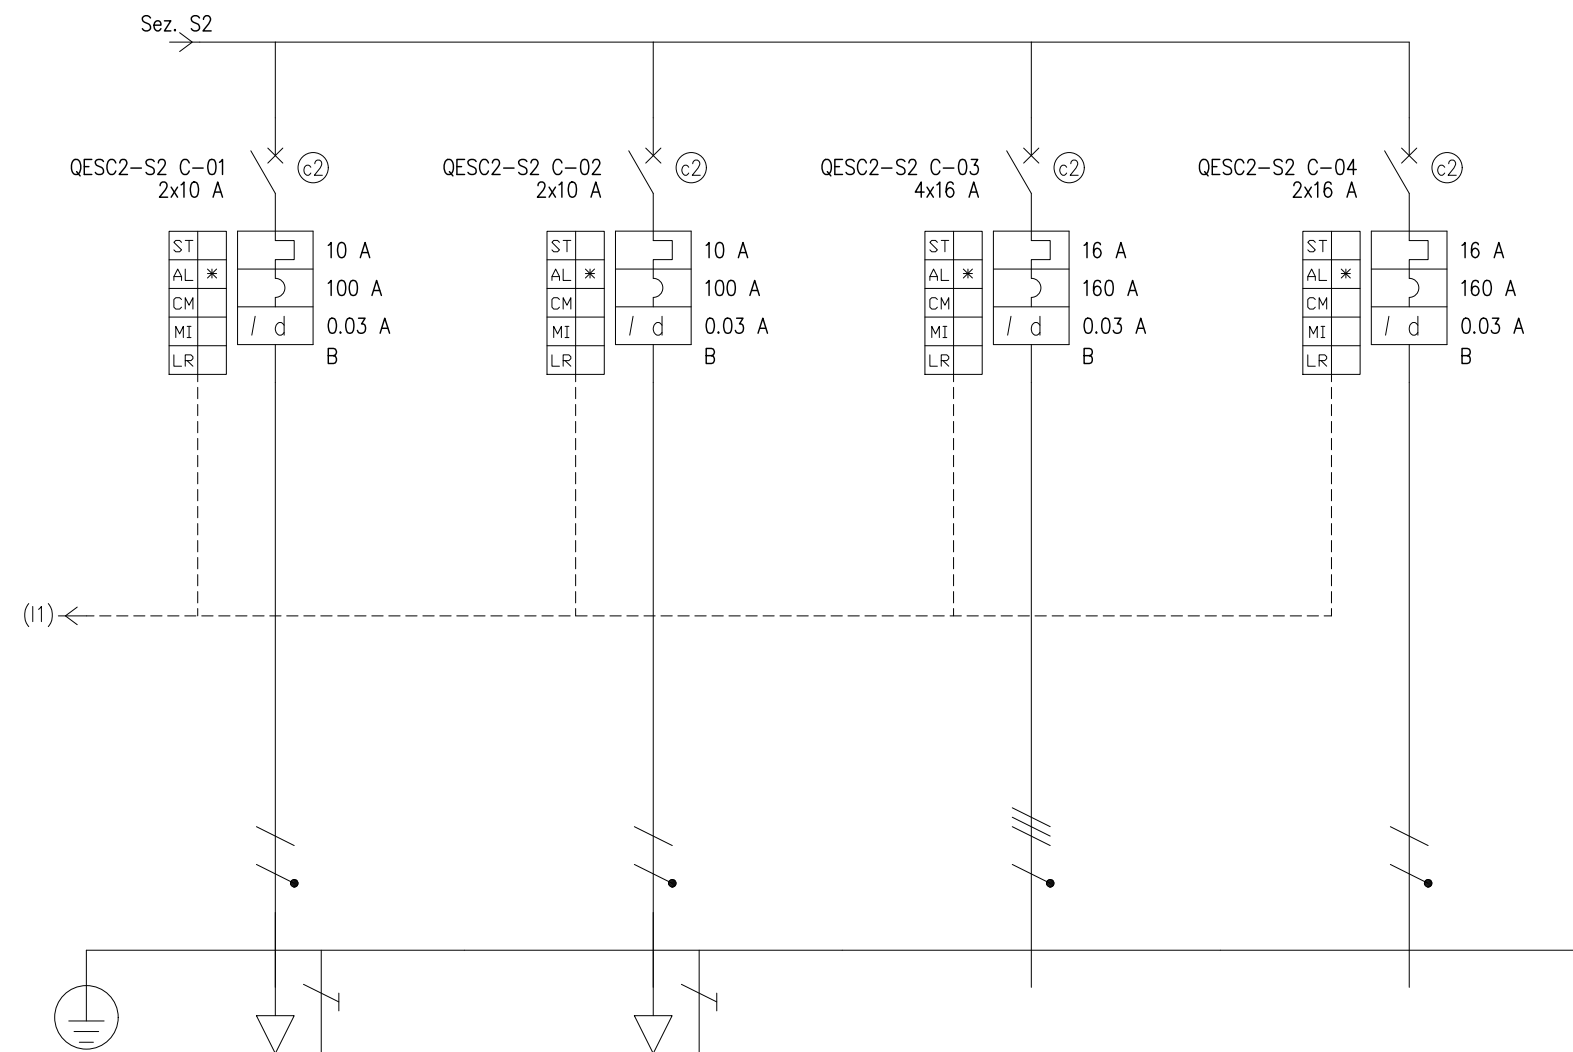 Sez. S2
QESC2-S2 C-01
2x10 A
c2
ST
AL *
CM
MI
LR
10 A
100 A
I d
0.03 A
B
QESC2-S2 C-02
2x10 A
c2
ST
AL *
CM
MI
LR
10 A
100 A
I d
0.03 A
B
QESC2-S2 C-03
4x16 A
c2
ST
AL *
CM
MI
LR
16 A
160 A
I d
0.03 A
B
QESC2-S2 C-04
2x16 A
c2
ST
AL *
CM
MI
LR
16 A
160 A
I d
0.03 A
B
(I1)